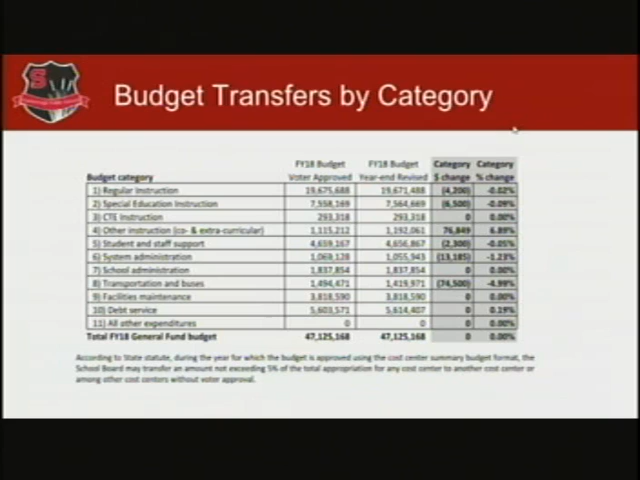 S
Budget Transfers by Category
FY18 Budget FY18 Budget Category Category
Budget category Voter Approved Year-end Revised $ change % change
1) Regular Instruction 19,675,688 19,671,488 (4,200) -0.02%
2) Special Education Instruction (6,500) -0.09%
3) CTE Instruction 293,318 293,318 0 0.00%
4) Other instruction (co- & extra-curricular) 1,115,212 1,192,061 76,849 6.89%
5) Student and staff support 4,659,167 4,656,867 (2,300) -0.05%
6) System administration 1,069,128 1,055,943 (13,185) -1.23%
7) School administration 1,837,854 1,837,854 0 0.00%
8) Transportation and buses 1,494,471 1,419,971 (74,500) -4.99%
9) Facilities maintenance 3,818,590 3,818,590 0 0.00%
10) Debt service 5,603,571 5,614,407 0 0.19%
11) All other expenditures 0 0 0 0.00%
Total FY18 General Fund budget 47,125,168 47,125,168 0 0.00%
According to State statute, during the year for which the budget is approved using the cost center summary budget format, the
School Board may transfer an amount not exceeding 5% of the total appropriation for any cost center to another cost center or
among other cost centers without voter approval.